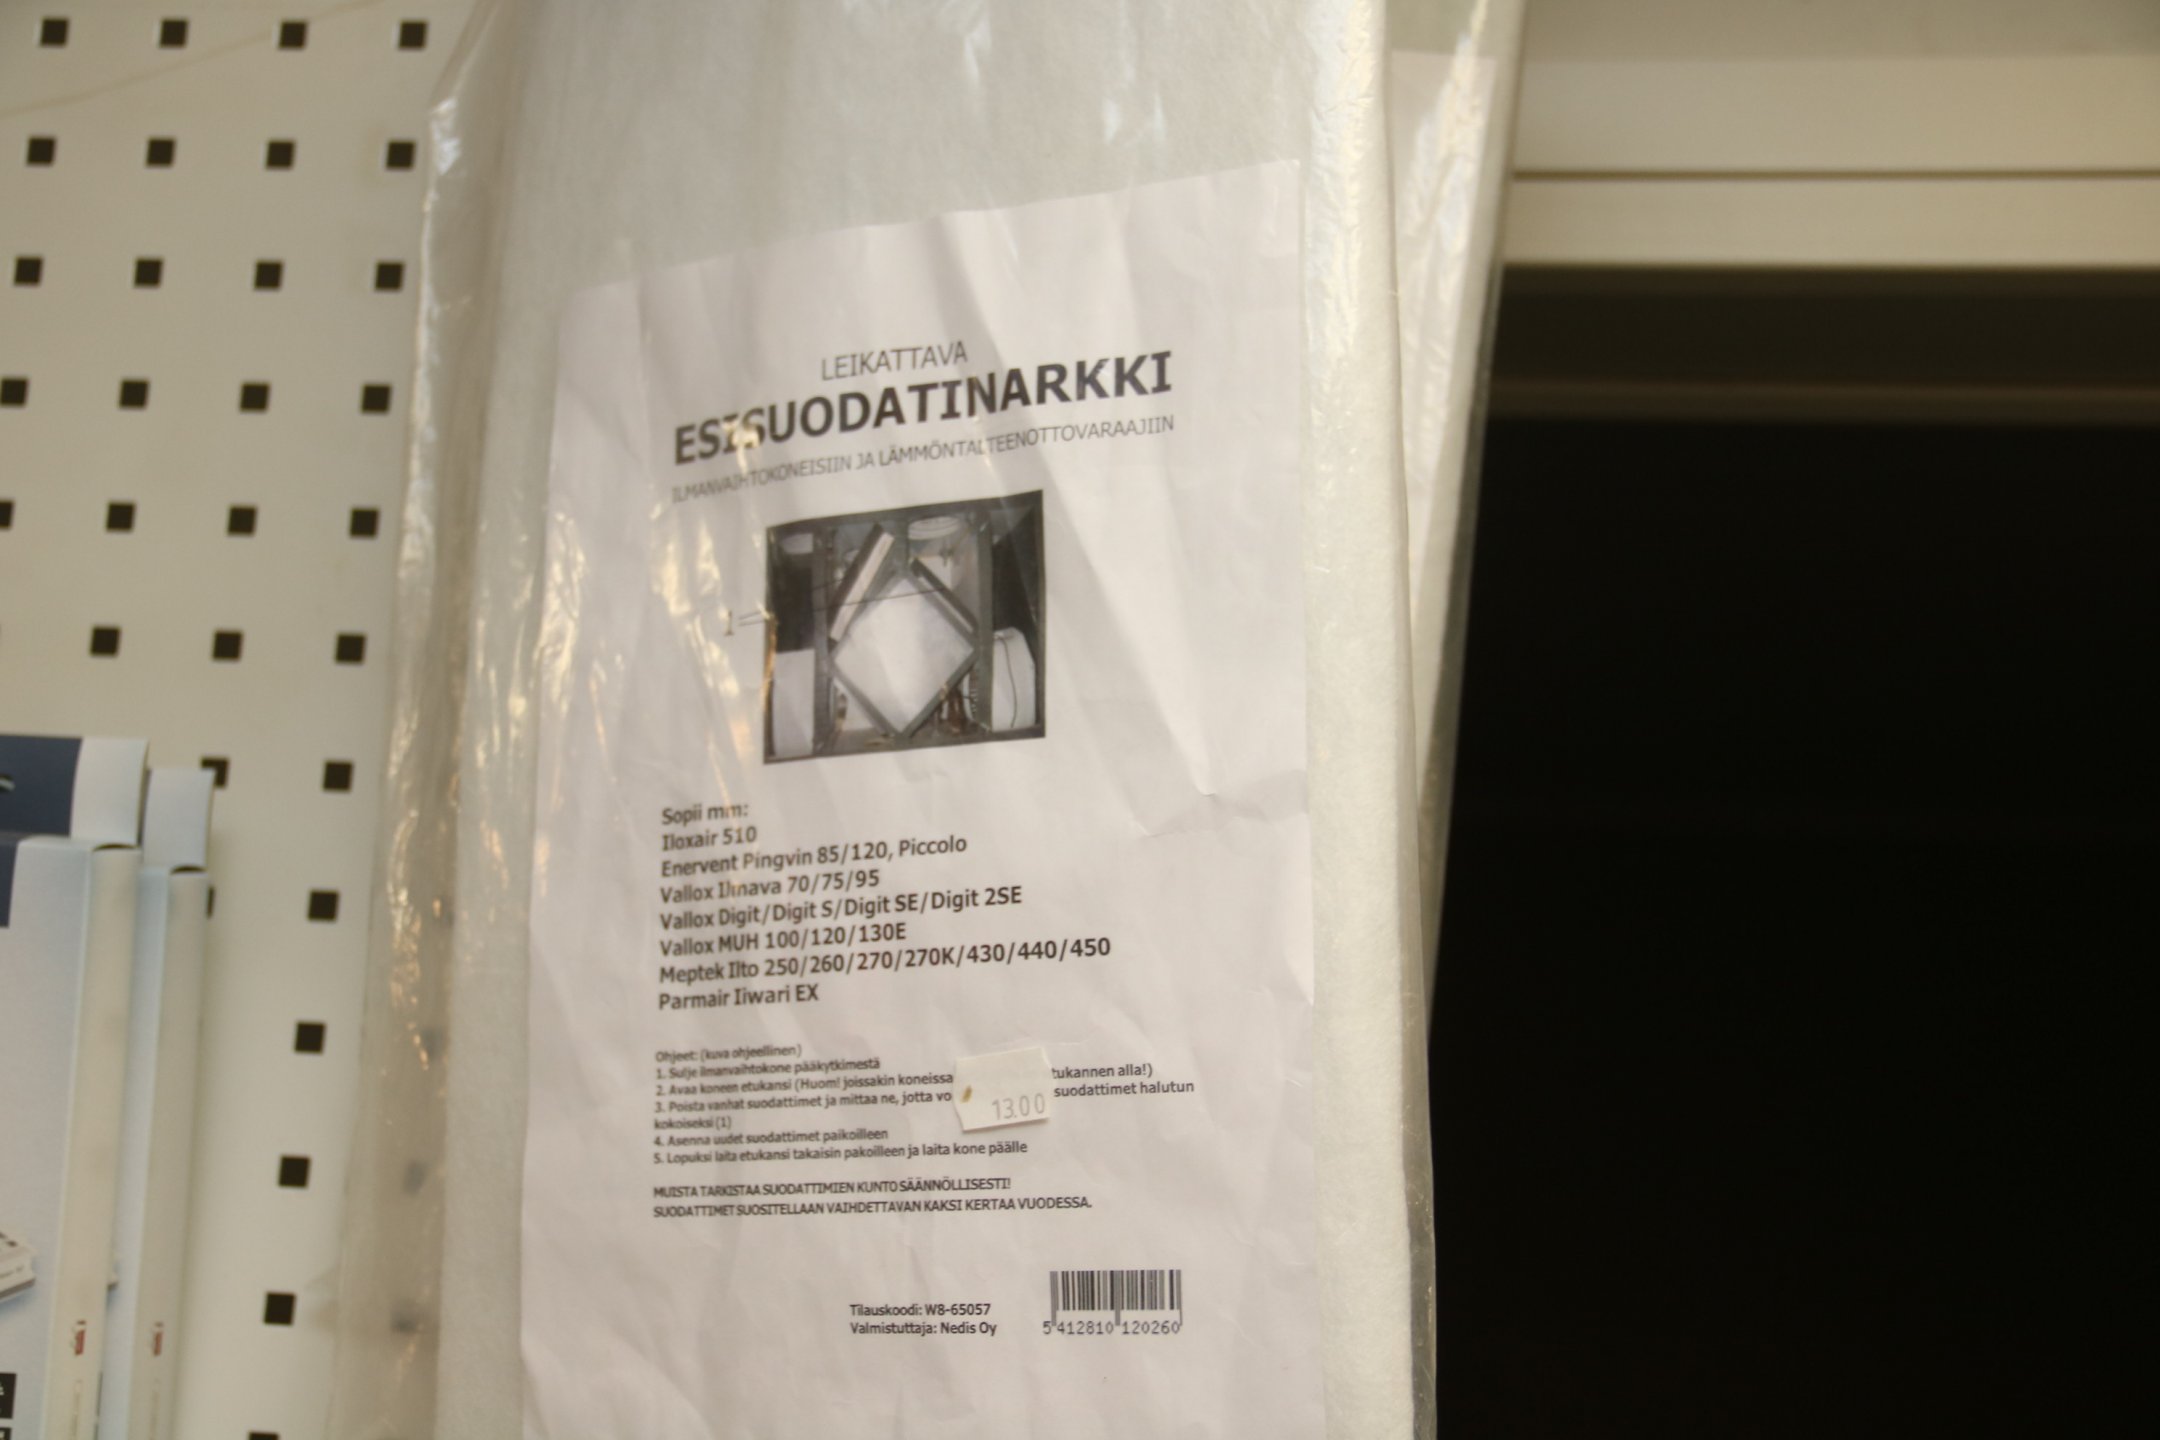 LEIKATTAVA
ESISUODATINARKKI
ILMANVAIHTOKONEISIIN JA LÄMMÖNTALTEENOTTOVARAAJIIN
1=
Sopii mm:
Iloxair 510
Enervent Pingvin 85/120, Piccolo
Vallox Ilmava 70/75/95
Vallox Digit/Digit S/Digit SE/Digit 2SE
Vallox MUH 100/120/130E
Meptek Ilto 250/260/270/270K/430/440/450
Parmair Iiwari EX
Ohjeet: (kuva ohjeellinen)
1. Sulje ilmanvaihtokone pääkytkimestä
2. Avaa koneen etukansi (Huom! joissakin koneissa tukannen alla!)
3. Poista vanhat suodattimet ja mittaa ne, jotta vo suodattimet halutun
kokoiseksi (1)
4. Asenna uudet suodattimet paikoilleen
5. Lopuksi laita etukansi takaisin pakoilleen ja laita kone päälle
13.00
MUISTA TARKISTAA SUODATTIMIEN KUNTO SÄÄNNÖLLISESTI!
SUODATTIMET SUOSITELLAAN VAIHDETTAVAN KAKSI KERTAA VUODESSA.
Tilauskoodi: W8-65057
Valmistuttaja: Nedis Oy
5 412810 120260